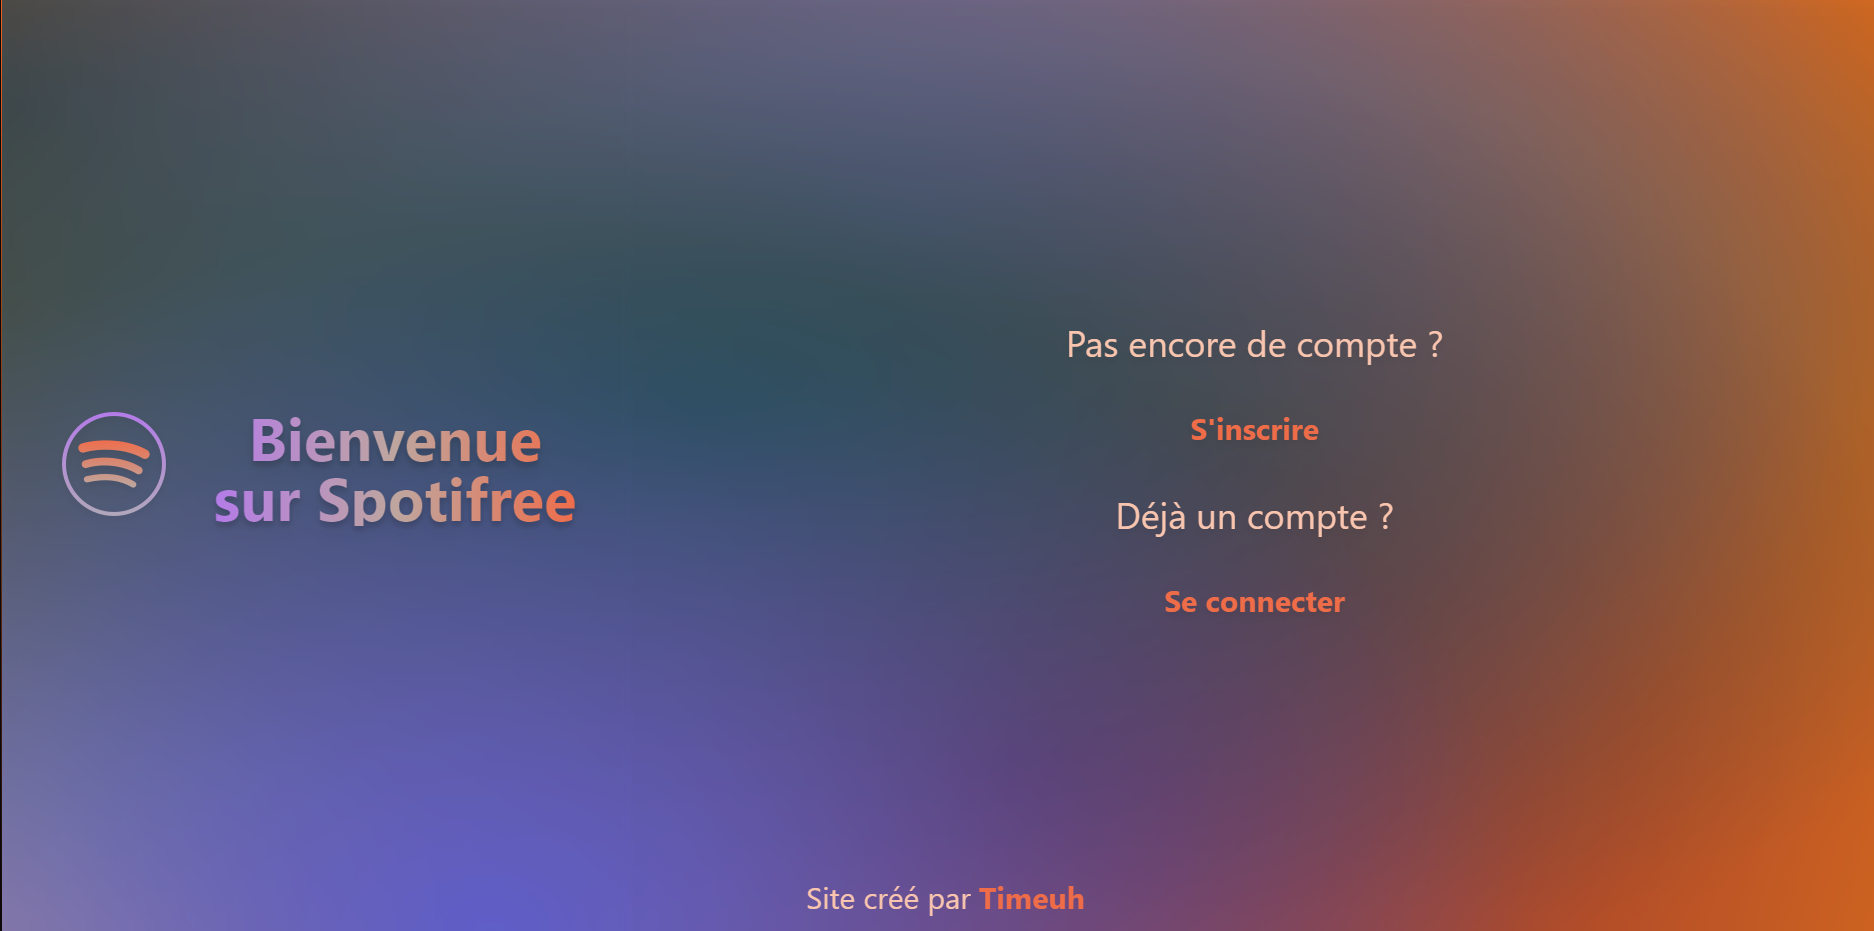 Bienvenue
sur Spotifree
Pas encore de compte ?
S'inscrire
Déjà un compte ?
Se connecter
Site créé par Timeuh